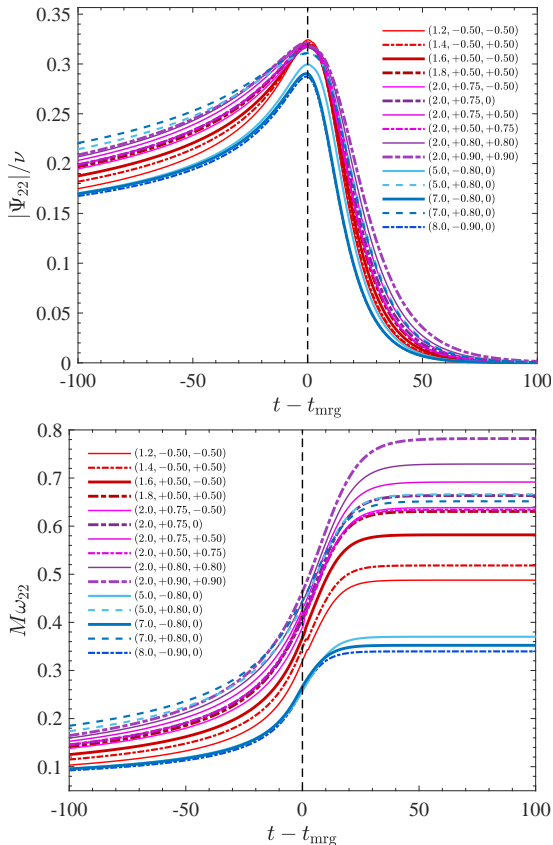 |Ψ22|/ν
0.35
0.3
0.25
0.2
0.15
0.1
0.05
0
(1.2, −0.50, −0.50)
(1.4, −0.50, +0.50)
(1.6, +0.50, −0.50)
(1.8, +0.50, +0.50)
(2.0, +0.75, −0.50)
(2.0, +0.75, 0)
(2.0, +0.75, +0.50)
(2.0, +0.50, +0.75)
(2.0, +0.80, +0.80)
(2.0, +0.90, +0.90)
(5.0, −0.80, 0)
(5.0, +0.80, 0)
(7.0, −0.80, 0)
(7.0, +0.80, 0)
(8.0, −0.90, 0)
-100 -50 0 50 100
t − tmrg
Mω22
0.8
0.7
0.6
0.5
0.4
0.3
0.2
0.1
(1.2, −0.50, −0.50)
(1.4, −0.50, +0.50)
(1.6, +0.50, −0.50)
(1.8, +0.50, +0.50)
(2.0, +0.75, −0.50)
(2.0, +0.75, 0)
(2.0, +0.75, +0.50)
(2.0, +0.50, +0.75)
(2.0, +0.80, +0.80)
(2.0, +0.90, +0.90)
(5.0, −0.80, 0)
(5.0, +0.80, 0)
(7.0, −0.80, 0)
(7.0, +0.80, 0)
(8.0, −0.90, 0)
-100 -50 0 50 100
t − tmrg